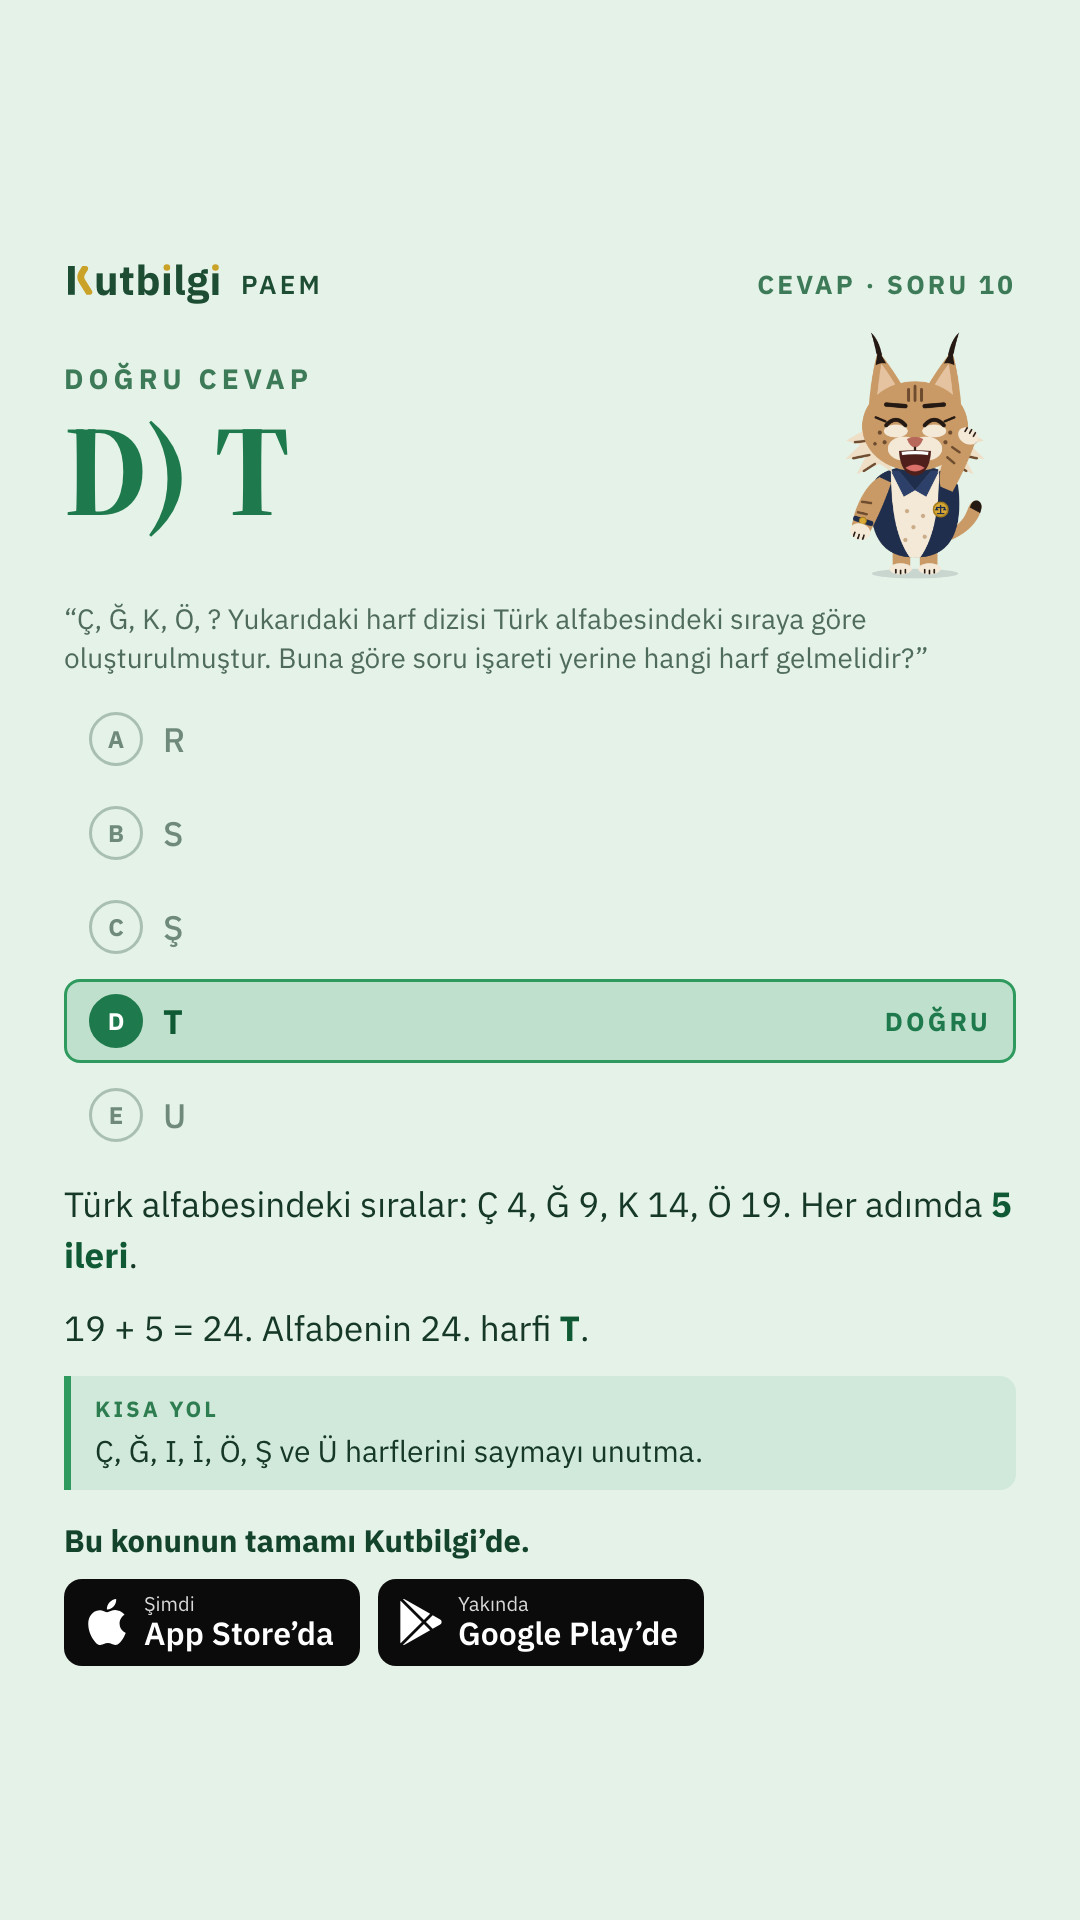 Kutbilgi PAEM
CEVAP · SORU 10
DOĞRU CEVAP
D) T
“Ç, Ğ, K, Ö, ? Yukarıdaki harf dizisi Türk alfabesindeki sıraya göre
oluşturulmuştur. Buna göre soru işareti yerine hangi harf gelmelidir?”
A R
B S
C Ş
D T DOĞRU
E U
Türk alfabesindeki sıralar: Ç 4, Ğ 9, K 14, Ö 19. Her adımda 5
ileri.
19 + 5 = 24. Alfabenin 24. harfi T.
KISA YOL
Ç, Ğ, I, İ, Ö, Ş ve Ü harflerini saymayı unutma.
Bu konunun tamamı Kutbilgi’de.
Şimdi
App Store’da
Yakında
Google Play’de